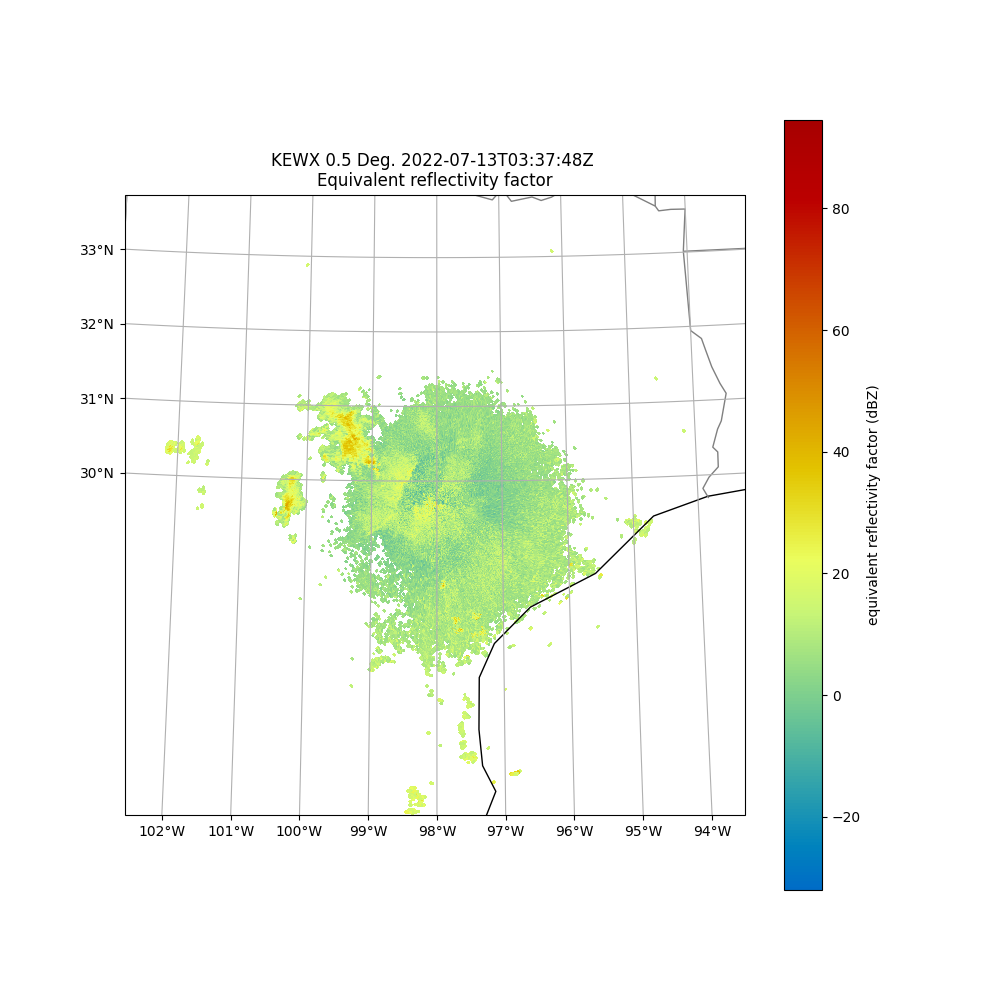 KEWX 0.5 Deg. 2022-07-13T03:37:48Z
Equivalent reflectivity factor
33°N
32°N
31°N
30°N
102°W 101°W 100°W 99°W 98°W 97°W 96°W 95°W 94°W
80
60
40
20
0
−20
equivalent reflectivity factor (dBZ)